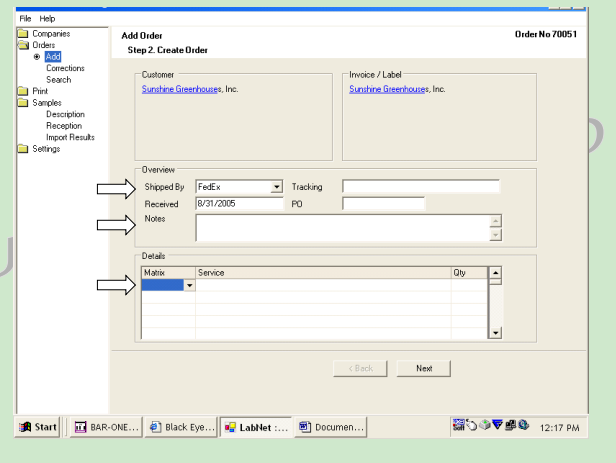 File Help
Companies
Orders
Add
Corrections
Search
Print
Samples
Description
Reception
Import Results
Settings
Add Order
Order No 70051
Step 2. Create Order
Customer
Sunshine Greenhouses, Inc.
Invoice / Label
Sunshine Greenhouses, Inc.
Overview
Shipped By FedEx Tracking
Received 8/31/2005 PO
Notes
Details
Matrix Service Qty
< Back Next
Start BAR-ONE... Black Eye... LabNet :... Documen... 12:17 PM